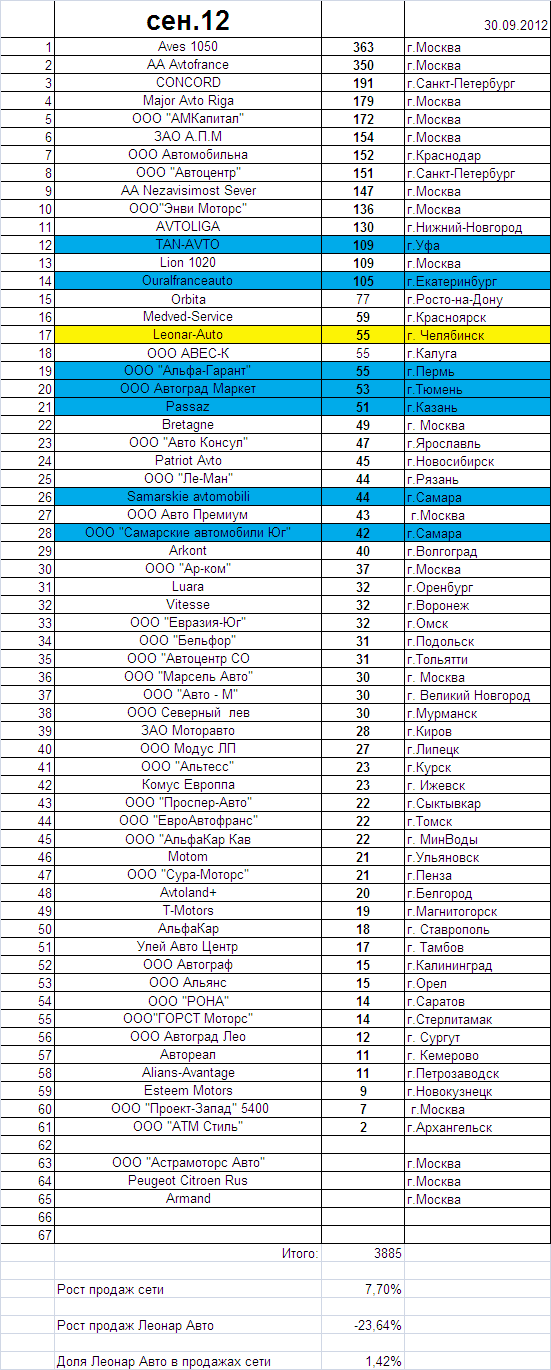 сен.12 30.09.2012
1 Aves 1050 363 г.Москва
2 AA Avtofrance 350 г.Москва
3 CONCORD 191 г.Санкт-Петербург
4 Major Avto Riga 179 г.Москва
5 ООО "АМКапитал" 172 г.Москва
6 ЗАО А.П.М 154 г.Москва
7 ООО Автомобильна 152 г.Краснодар
8 ООО "Автоцентр" 151 г.Санкт-Петербург
9 AA Nezavisimost Sever 147 г.Москва
10 ООО"Энви Моторс" 136 г.Москва
11 AVTOLIGA 130 г.Нижний-Новгород
12 TAN-AVTO 109 г.Уфа
13 Lion 1020 109 г.Москва
14 Ouralfranceauto 105 г.Екатеринбург
15 Orbita 77 г.Росто-на-Дону
16 Medved-Service 59 г.Красноярск
17 Leonar-Auto 55 г. Челябинск
18 ООО АВЕС-К 55 г.Калуга
19 ООО "Альфа-Гарант" 55 г.Пермь
20 ООО Автоград Маркет 53 г.Тюмень
21 Passaz 51 г.Казань
22 Bretagne 49 г. Москва
23 ООО "Авто Консул" 47 г.Ярославль
24 Patriot Avto 45 г.Новосибирск
25 ООО "Ле-Ман" 44 г.Рязань
26 Samarskie avtomobili 44 г.Самара
27 ООО Авто Премиум 43 г.Москва
28 ООО "Самарские автомобили Юг" 42 г.Самара
29 Arkont 40 г.Волгоград
30 ООО "Ар-ком" 37 г.Москва
31 Luara 32 г.Оренбург
32 Vitesse 32 г.Воронеж
33 ООО "Евразия-Юг" 32 г.Омск
34 ООО "Бельфор" 31 г.Подольск
35 ООО "Автоцентр СО 31 г.Тольятти
36 ООО "Марсель Авто" 30 г. Москва
37 ООО "Авто - М" 30 г. Великий Новгород
38 ООО Северный лев 30 г.Мурманск
39 ЗАО Моторавто 28 г.Киров
40 ООО Модус ЛП 27 г.Липецк
41 ООО "Альтесс" 23 г.Курск
42 Комус Европпа 23 г. Ижевск
43 ООО "Проспер-Авто" 22 г.Сыктывкар
44 ООО "ЕвроАвтофранс" 22 г.Томск
45 ООО "АльфаКар Кав 22 г. МинВоды
46 Motom 21 г.Ульяновск
47 ООО "Сура-Моторс" 21 г.Пенза
48 Avtoland+ 20 г.Белгород
49 T-Motors 19 г.Магнитогорск
50 АльфаКар 18 г. Ставрополь
51 Улей Авто Центр 17 г. Тамбов
52 ООО Автограф 15 г.Калининград
53 ООО Альянс 15 г.Орел
54 ООО "РОНА" 14 г.Саратов
55 ООО"ГОРСТ Моторс" 14 г.Стерлитамак
56 ООО Автоград Лео 12 г. Сургут
57 Автореал 11 г. Кемерово
58 Alians-Avantage 11 г.Петрозаводск
59 Esteem Motors 9 г.Новокузнецк
60 ООО "Проект-Запад" 5400 7 г.Москва
61 ООО "АТМ Стиль" 2 г.Архангельск
62
63 ООО "Астрамоторс Авто" г.Москва
64 Peugeot Citroen Rus г.Москва
65 Armand г.Москва
66
67
Итого: 3885
Рост продаж сети 7,70%
Рост продаж Леонар Авто -23,64%
Доля Леонар Авто в продажах сети 1,42%